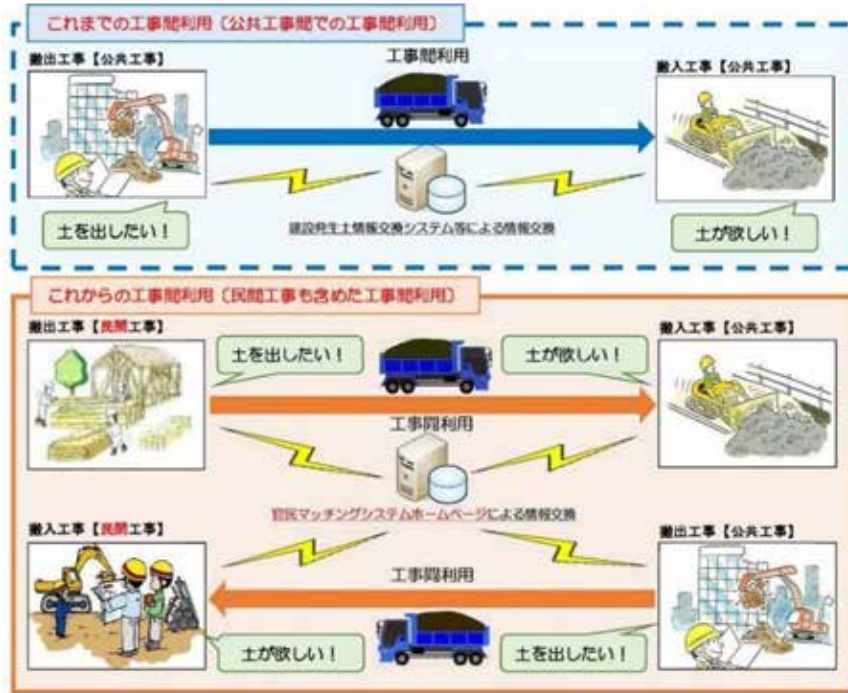 これまでの工事間利用〔公共工事間での工事間利用〕
搬出工事【公共工事】
工事間利用
搬入工事【公共工事】
土を出したい！
建設発生土情報交換システム等による情報交換
土が欲しい！
これからの工事間利用〔民間工事も含めた工事間利用〕
搬出工事【民間工事】
土を出したい！
土が欲しい！
搬入工事【公共工事】
工事間利用
官民マッチングシステムホームページによる情報交換
搬入工事【民間工事】
搬出工事【公共工事】
工事間利用
土が欲しい！
土を出したい！